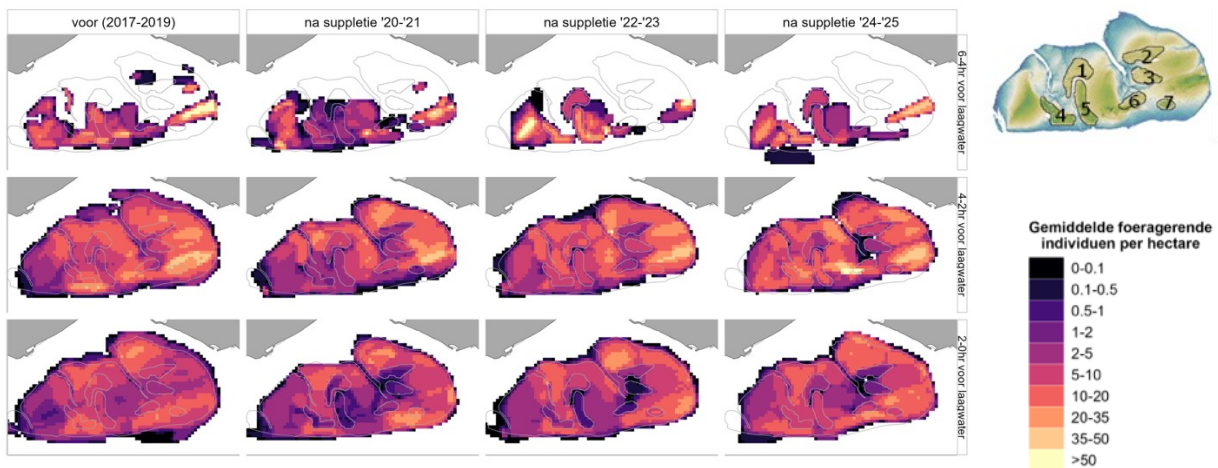 voor (2017-2019)
na suppletie '20-'21
na suppletie '22-'23
na suppletie '24-'25
6-4hr voor laagwater
4-2hr voor laagwater
2-0hr voor laagwater
1
2
3
4
5
6
7
Gemiddelde foeragerende
individuen per hectare
0-0.1
0.1-0.5
0.5-1
1-2
2-5
5-10
10-20
20-35
35-50
>50